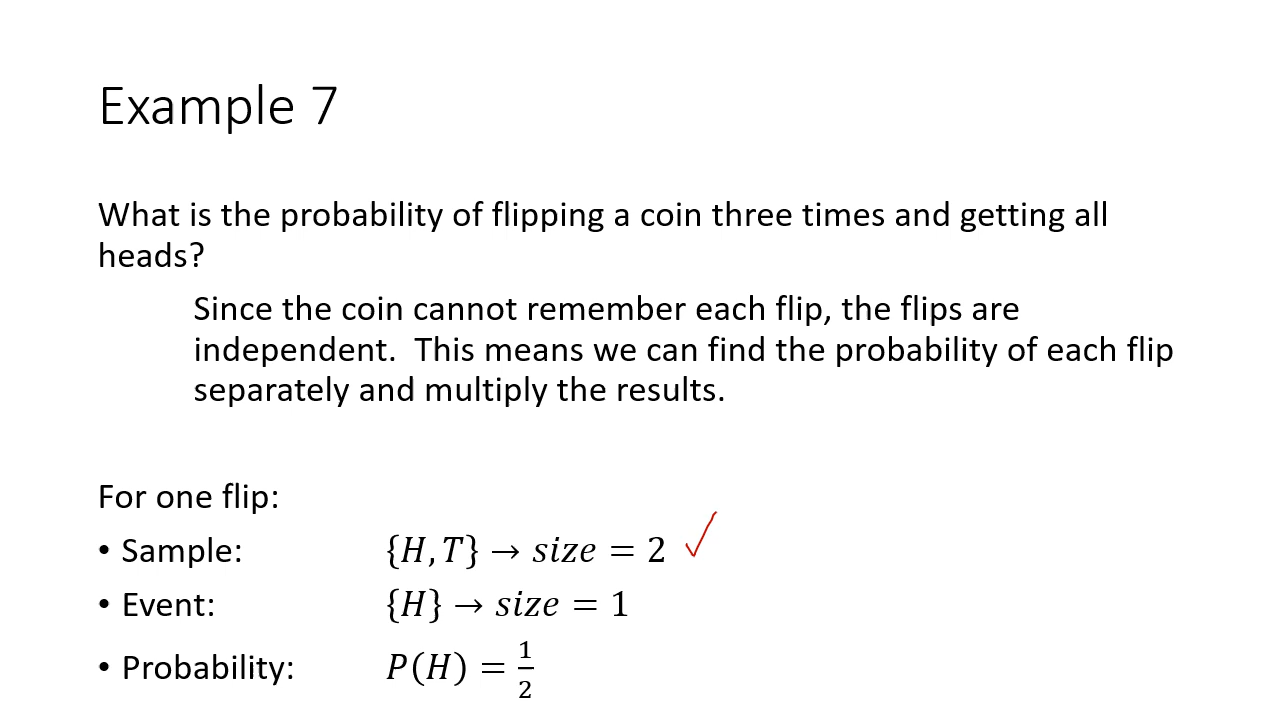 Example 7
What is the probability of flipping a coin three times and getting all
heads?
Since the coin cannot remember each flip, the flips are
independent.  This means we can find the probability of each flip
separately and multiply the results.
For one flip:
• Sample: {H, T} → size = 2 ✓
• Event: {H} → size = 1
• Probability: P(H) = 1/2